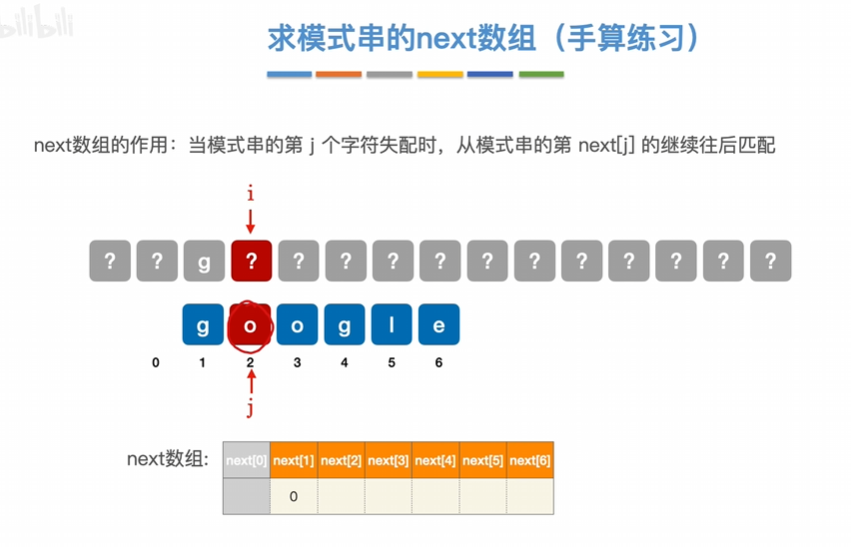 bilibili
求模式串的next数组（手算练习）
next数组的作用：当模式串的第 j 个字符失配时，从模式串的第 next[j] 的继续往后匹配
i
? ? g ? ? ? ? ? ? ? ? ? ? ? ?
g o o g l e
0 1 2 3 4 5 6
j
next数组: next[0] next[1] next[2] next[3] next[4] next[5] next[6]
0